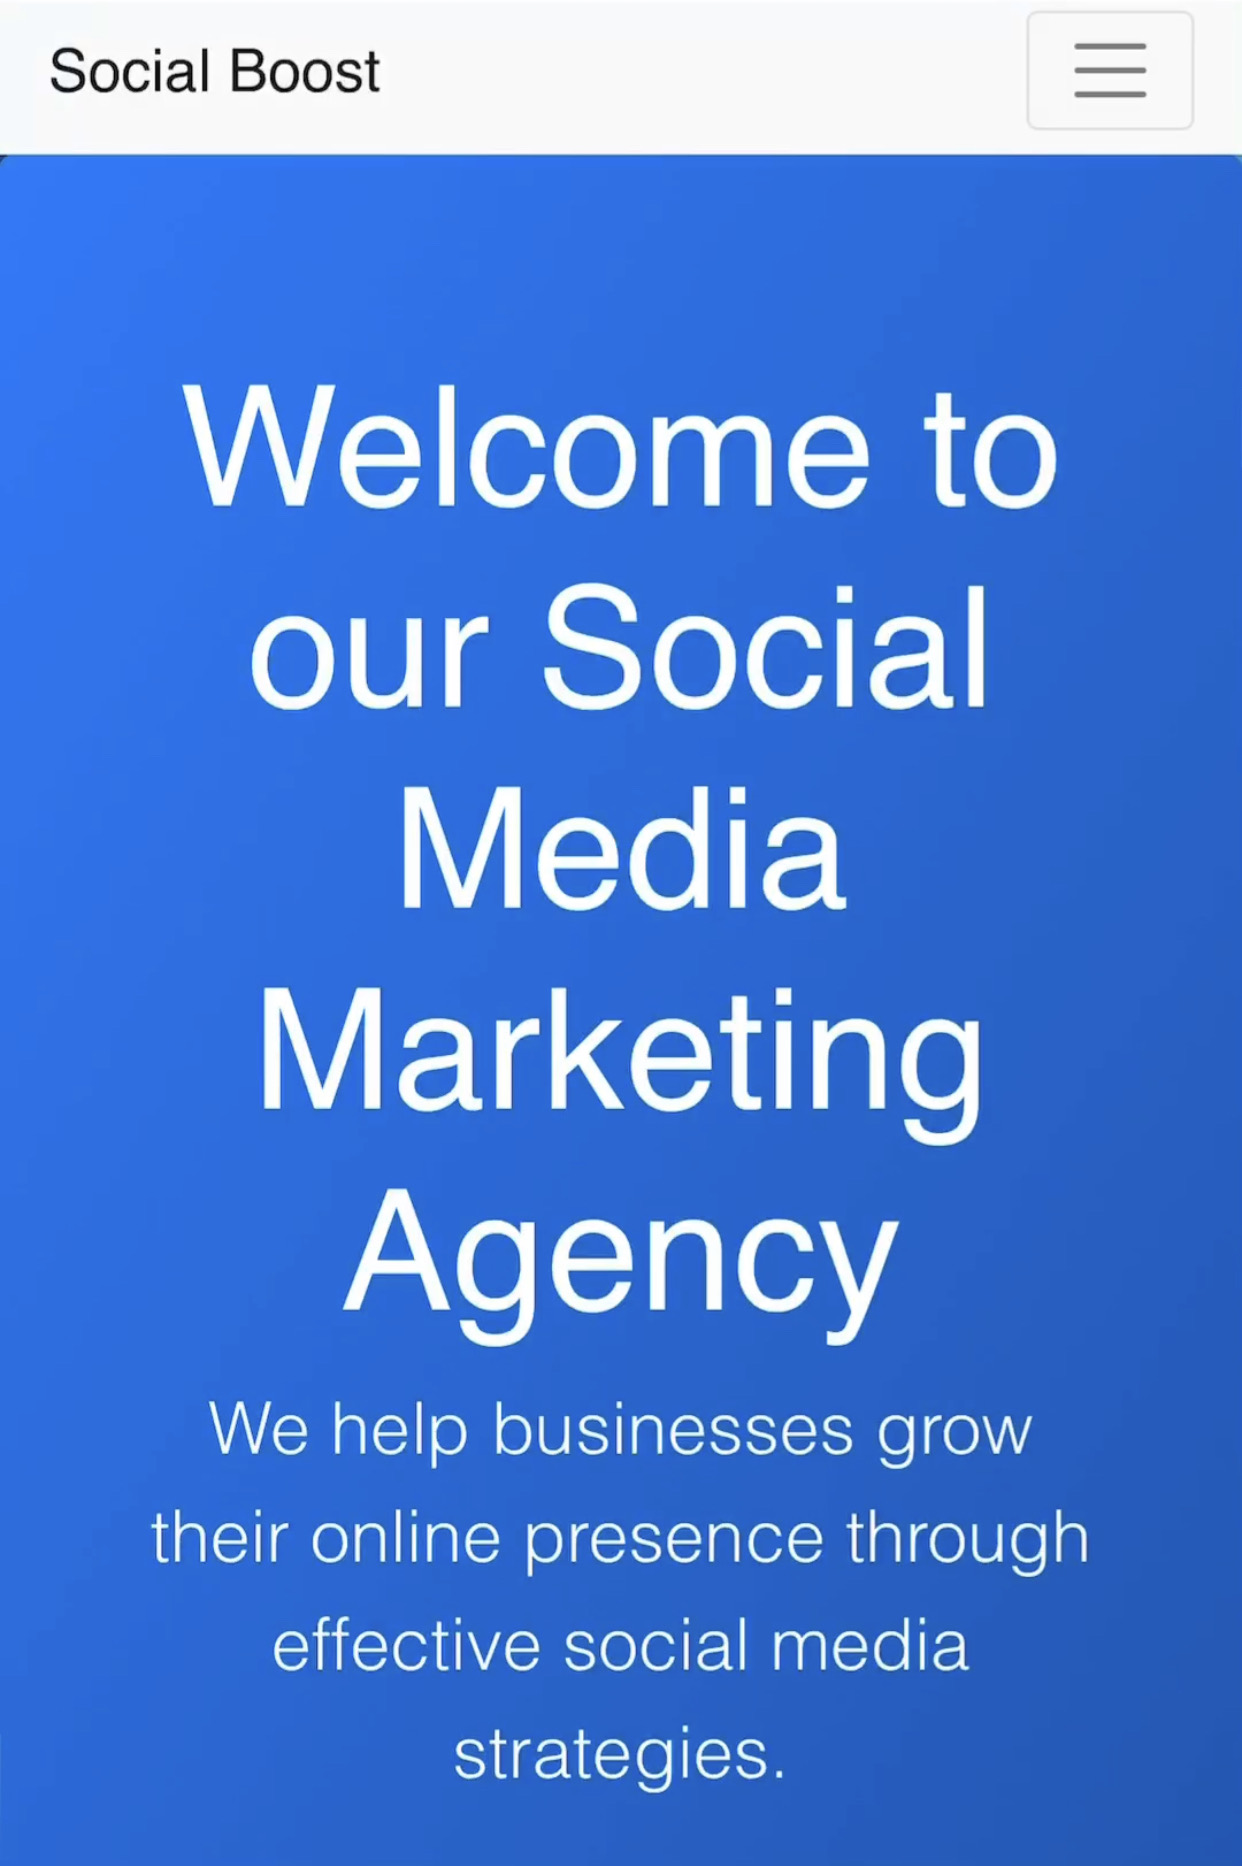 Social Boost
Welcome to
our Social
Media
Marketing
Agency
We help businesses grow
their online presence through
effective social media
strategies.